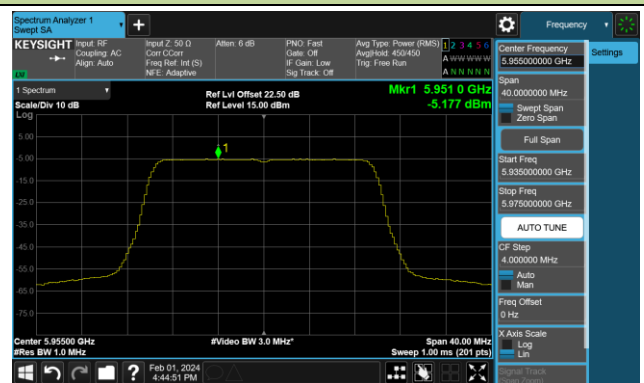 Spectrum Analyzer 1
Swept SA
+
Frequency
KEYSIGHT
Input: RF
Coupling: AC
Align: Auto
Input Z: 50 Ω
Corr CCorr
Freq Ref: Int (S)
NFE: Adaptive
Atten: 6 dB
PNO: Fast
Gate: Off
IF Gain: Low
Sig Track: Off
Avg Type: Power (RMS)
Avg|Hold: 450/450
Trig: Free Run
1 2 3 4 5 6
A W W W W W
A N N N N N
LW
1 Spectrum
Scale/Div 10 dB
Log
Ref Lvl Offset 22.50 dB
Ref Level 15.00 dBm
Mkr1 5.951 0 GHz
-5.177 dBm
1
5.00
-5.00
-15.0
-25.0
-35.0
-45.0
-55.0
-65.0
-75.0
Center 5.95500 GHz
#Res BW 1.0 MHz
#Video BW 3.0 MHz*
Span 40.00 MHz
Sweep 1.00 ms (201 pts)
Center Frequency
5.955000000 GHz
Settings
Span
40.0000000 MHz
Swept Span
Zero Span
Full Span
Start Freq
5.935000000 GHz
Stop Freq
5.975000000 GHz
AUTO TUNE
CF Step
4.000000 MHz
Auto
Man
Freq Offset
0 Hz
X Axis Scale
Log
Lin
Signal Track
(Span Zoom)
?
Feb 01, 2024
4:44:51 PM